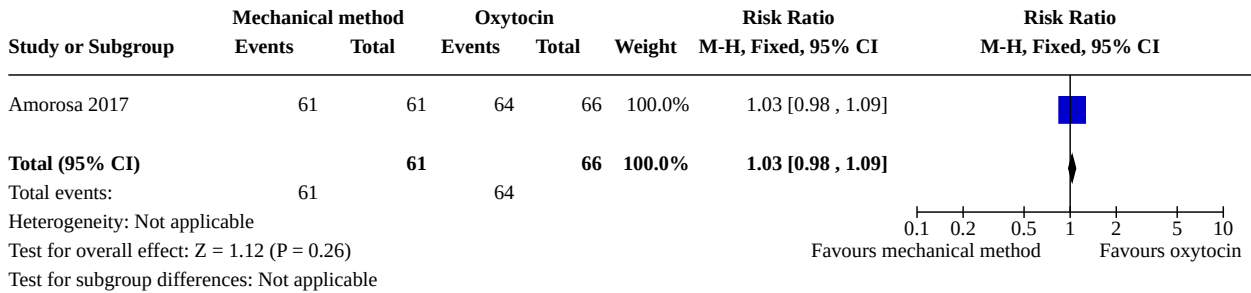 Mechanical method Oxytocin Risk Ratio Risk Ratio
Study or Subgroup Events Total Events Total Weight M-H, Fixed, 95% CI M-H, Fixed, 95% CI
Amorosa 2017 61 61 64 66 100.0% 1.03 [0.98 , 1.09]
Total (95% CI) 61 66 100.0% 1.03 [0.98 , 1.09]
Total events: 61 64
Heterogeneity: Not applicable
0.1 0.2 0.5 1 2 5 10
Test for overall effect: Z = 1.12 (P = 0.26) Favours mechanical method Favours oxytocin
Test for subgroup differences: Not applicable